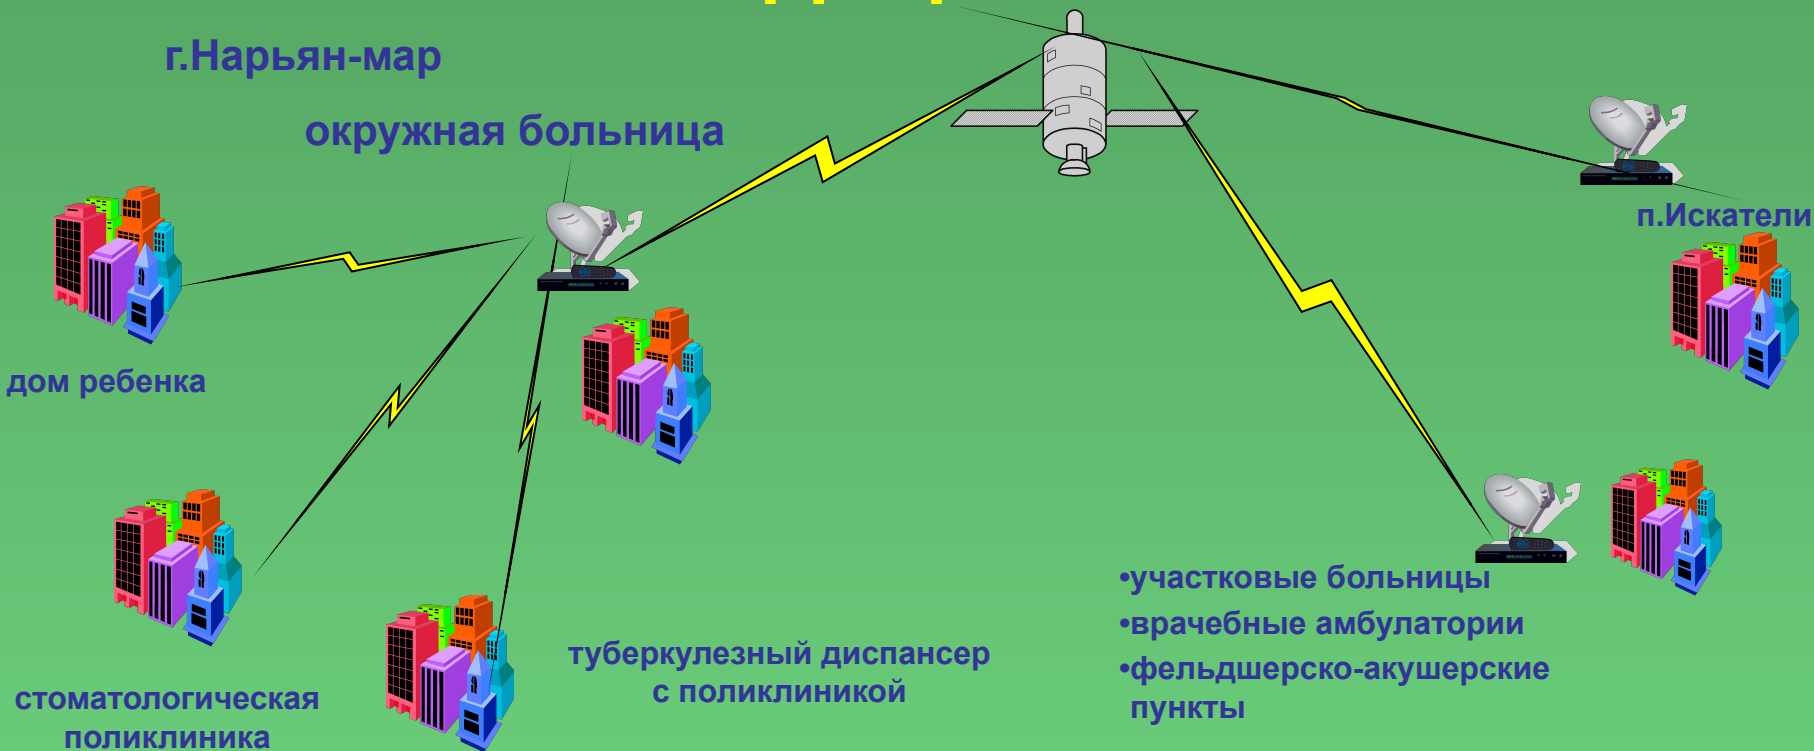 г.Нарьян-мар
окружная больница
п.Искатели
дом ребенка
•участковые больницы
•врачебные амбулатории
•фельдшерско-акушерские
пункты
туберкулезный диспансер
с поликлиникой
стоматологическая
поликлиника